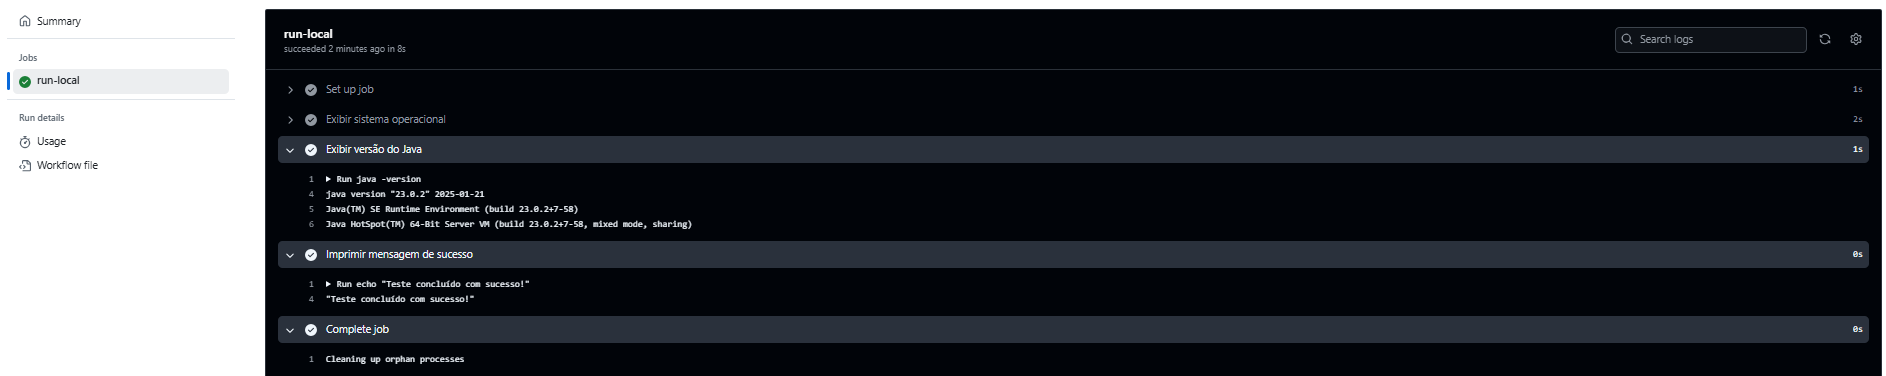 Summary
Jobs
run-local
Run details
Usage
Workflow file
run-local
succeeded 2 minutes ago in 8s
Search logs
Set up job 1s
Exibir sistema operacional 2s
Exibir versão do Java 1s
1 ▶ Run java -version
4 java version "23.0.2" 2025-01-21
5 Java(TM) SE Runtime Environment (build 23.0.2+7-58)
6 Java HotSpot(TM) 64-Bit Server VM (build 23.0.2+7-58, mixed mode, sharing)
Imprimir mensagem de sucesso 0s
1 ▶ Run echo "Teste concluído com sucesso!"
4 "Teste concluído com sucesso!"
Complete job 0s
1 Cleaning up orphan processes